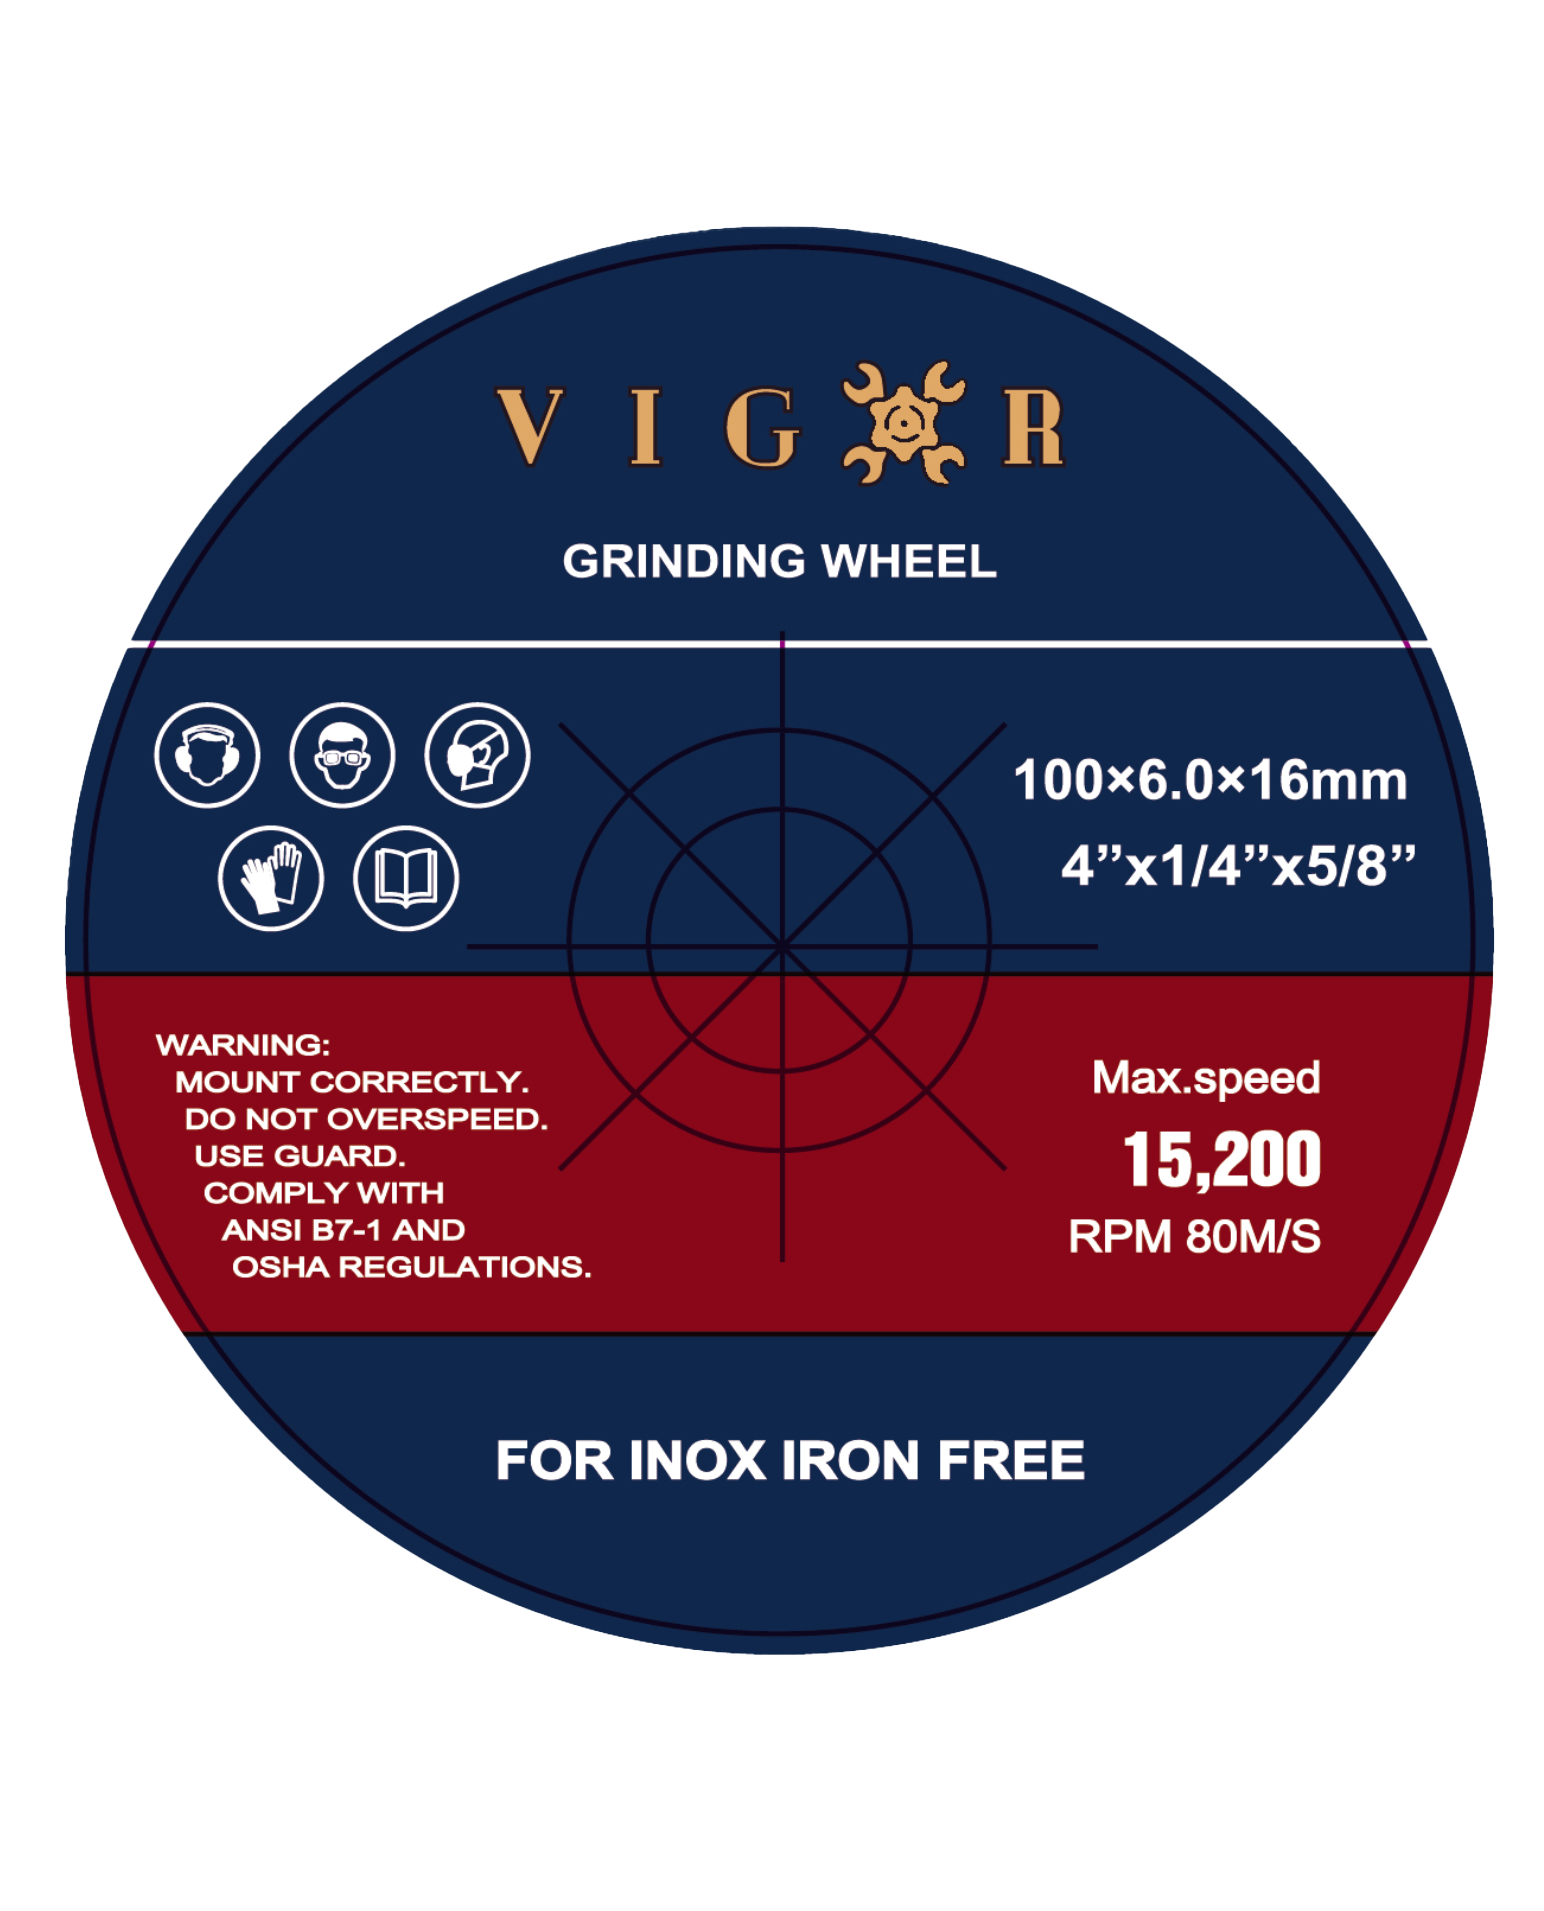 VIGOR
GRINDING WHEEL
100×6.0×16mm
4”x1/4”x5/8”
WARNING:
MOUNT CORRECTLY.
DO NOT OVERSPEED.
USE GUARD.
COMPLY WITH
ANSI B7-1 AND
OSHA REGULATIONS.
Max.speed
15,200
RPM 80M/S
FOR INOX IRON FREE